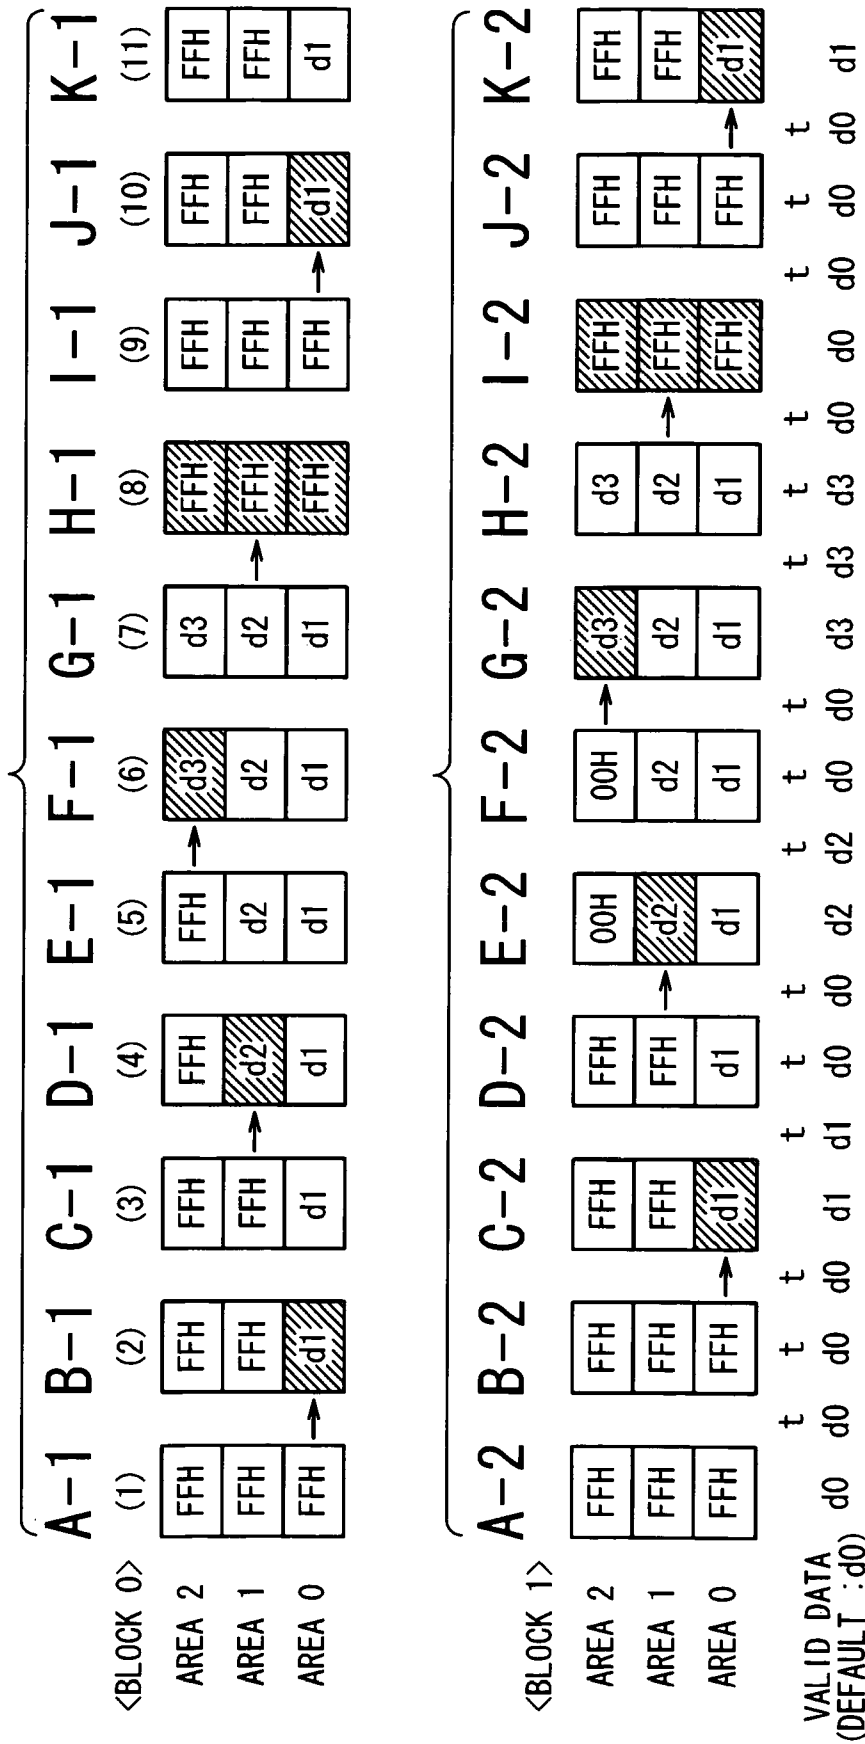 A-1 B-1 C-1 D-1 E-1 F-1 G-1 H-1 I-1 J-1 K-1
<BLOCK 0> (1) (2) (3) (4) (5) (6) (7) (8) (9) (10) (11)
AREA 2 FFH FFH FFH FFH FFH d3 d3 FFH FFH FFH FFH
AREA 1 FFH FFH FFH d2 d2 d2 d2 FFH FFH FFH FFH
AREA 0 FFH d1 d1 d1 d1 d1 d1 FFH FFH d1 d1
A-2 B-2 C-2 D-2 E-2 F-2 G-2 H-2 I-2 J-2 K-2
<BLOCK 1>
AREA 2 FFH FFH FFH FFH 00H 00H d3 d3 FFH FFH FFH
AREA 1 FFH FFH FFH FFH d2 d2 d2 d2 FFH FFH FFH
AREA 0 FFH FFH d1 d1 d1 d1 d1 d1 FFH FFH d1
t t t t t t t t t t t t t t t
VALID DATA d0 d0 d0 d0 d1 d1 d0 d0 d2 d2 d0 d0 d3 d3 d3 d0 d0 d0 d0 d0 d1
(DEFAULT :d0)